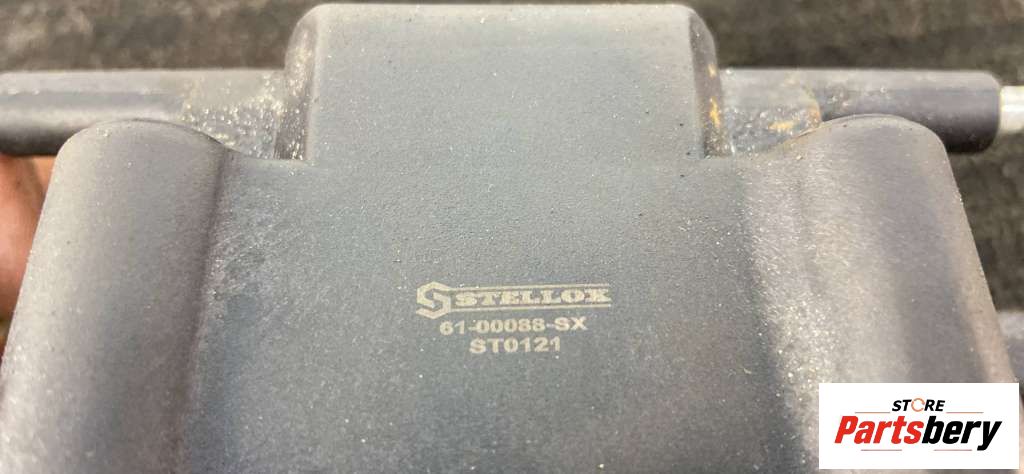 STELLOX
61-00088-SX
ST0121
STORE
Partsbery